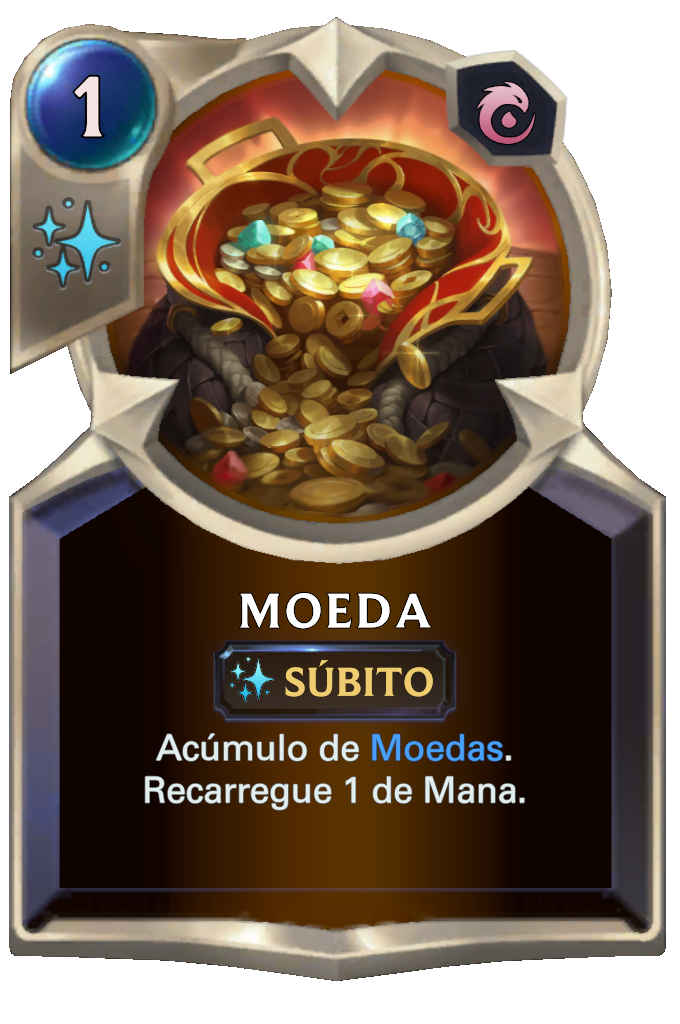 1
MOEDA
SÚBITO
Acúmulo de Moedas.
Recarregue 1 de Mana.